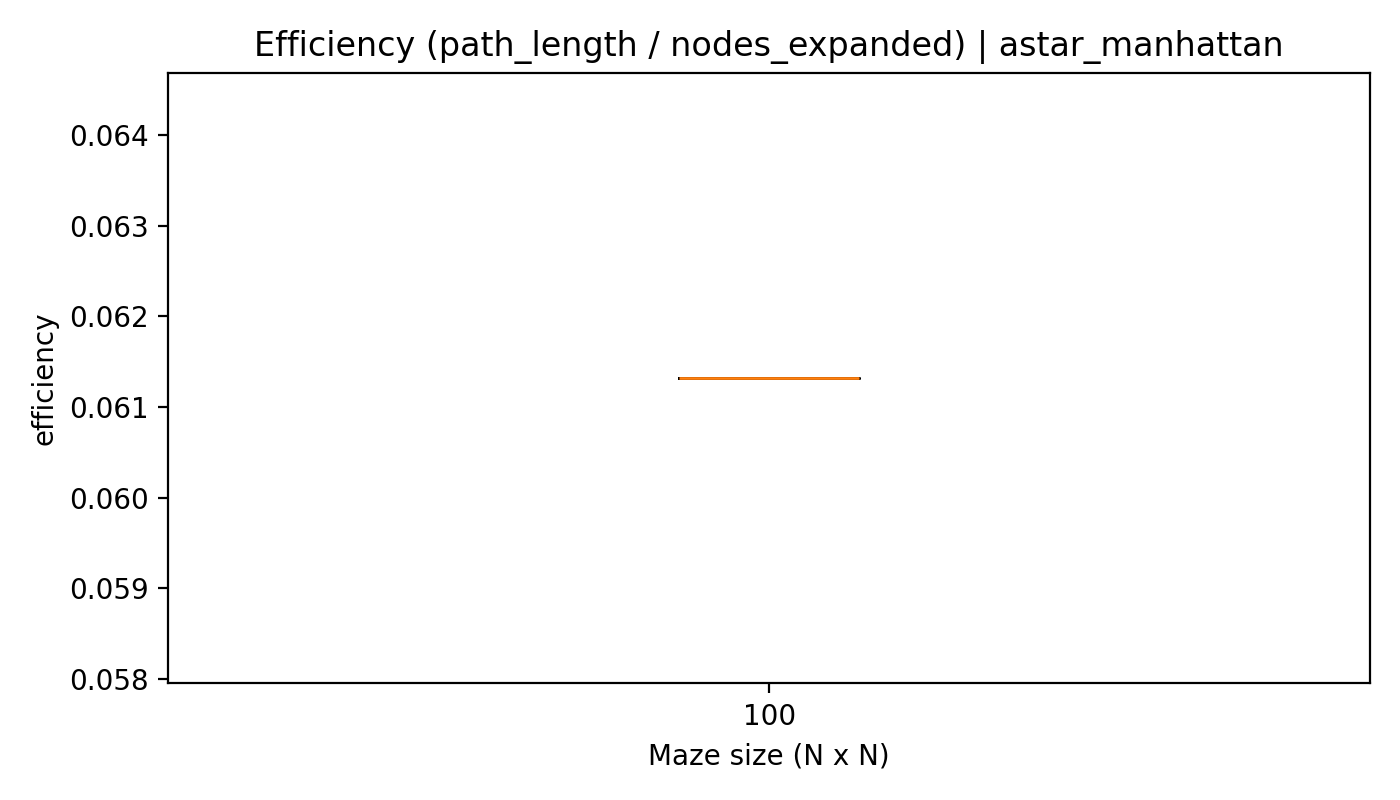 Efficiency (path_length / nodes_expanded) | astar_manhattan
0.064
0.063
0.062
0.061
0.060
0.059
0.058
efficiency
100
Maze size (N x N)